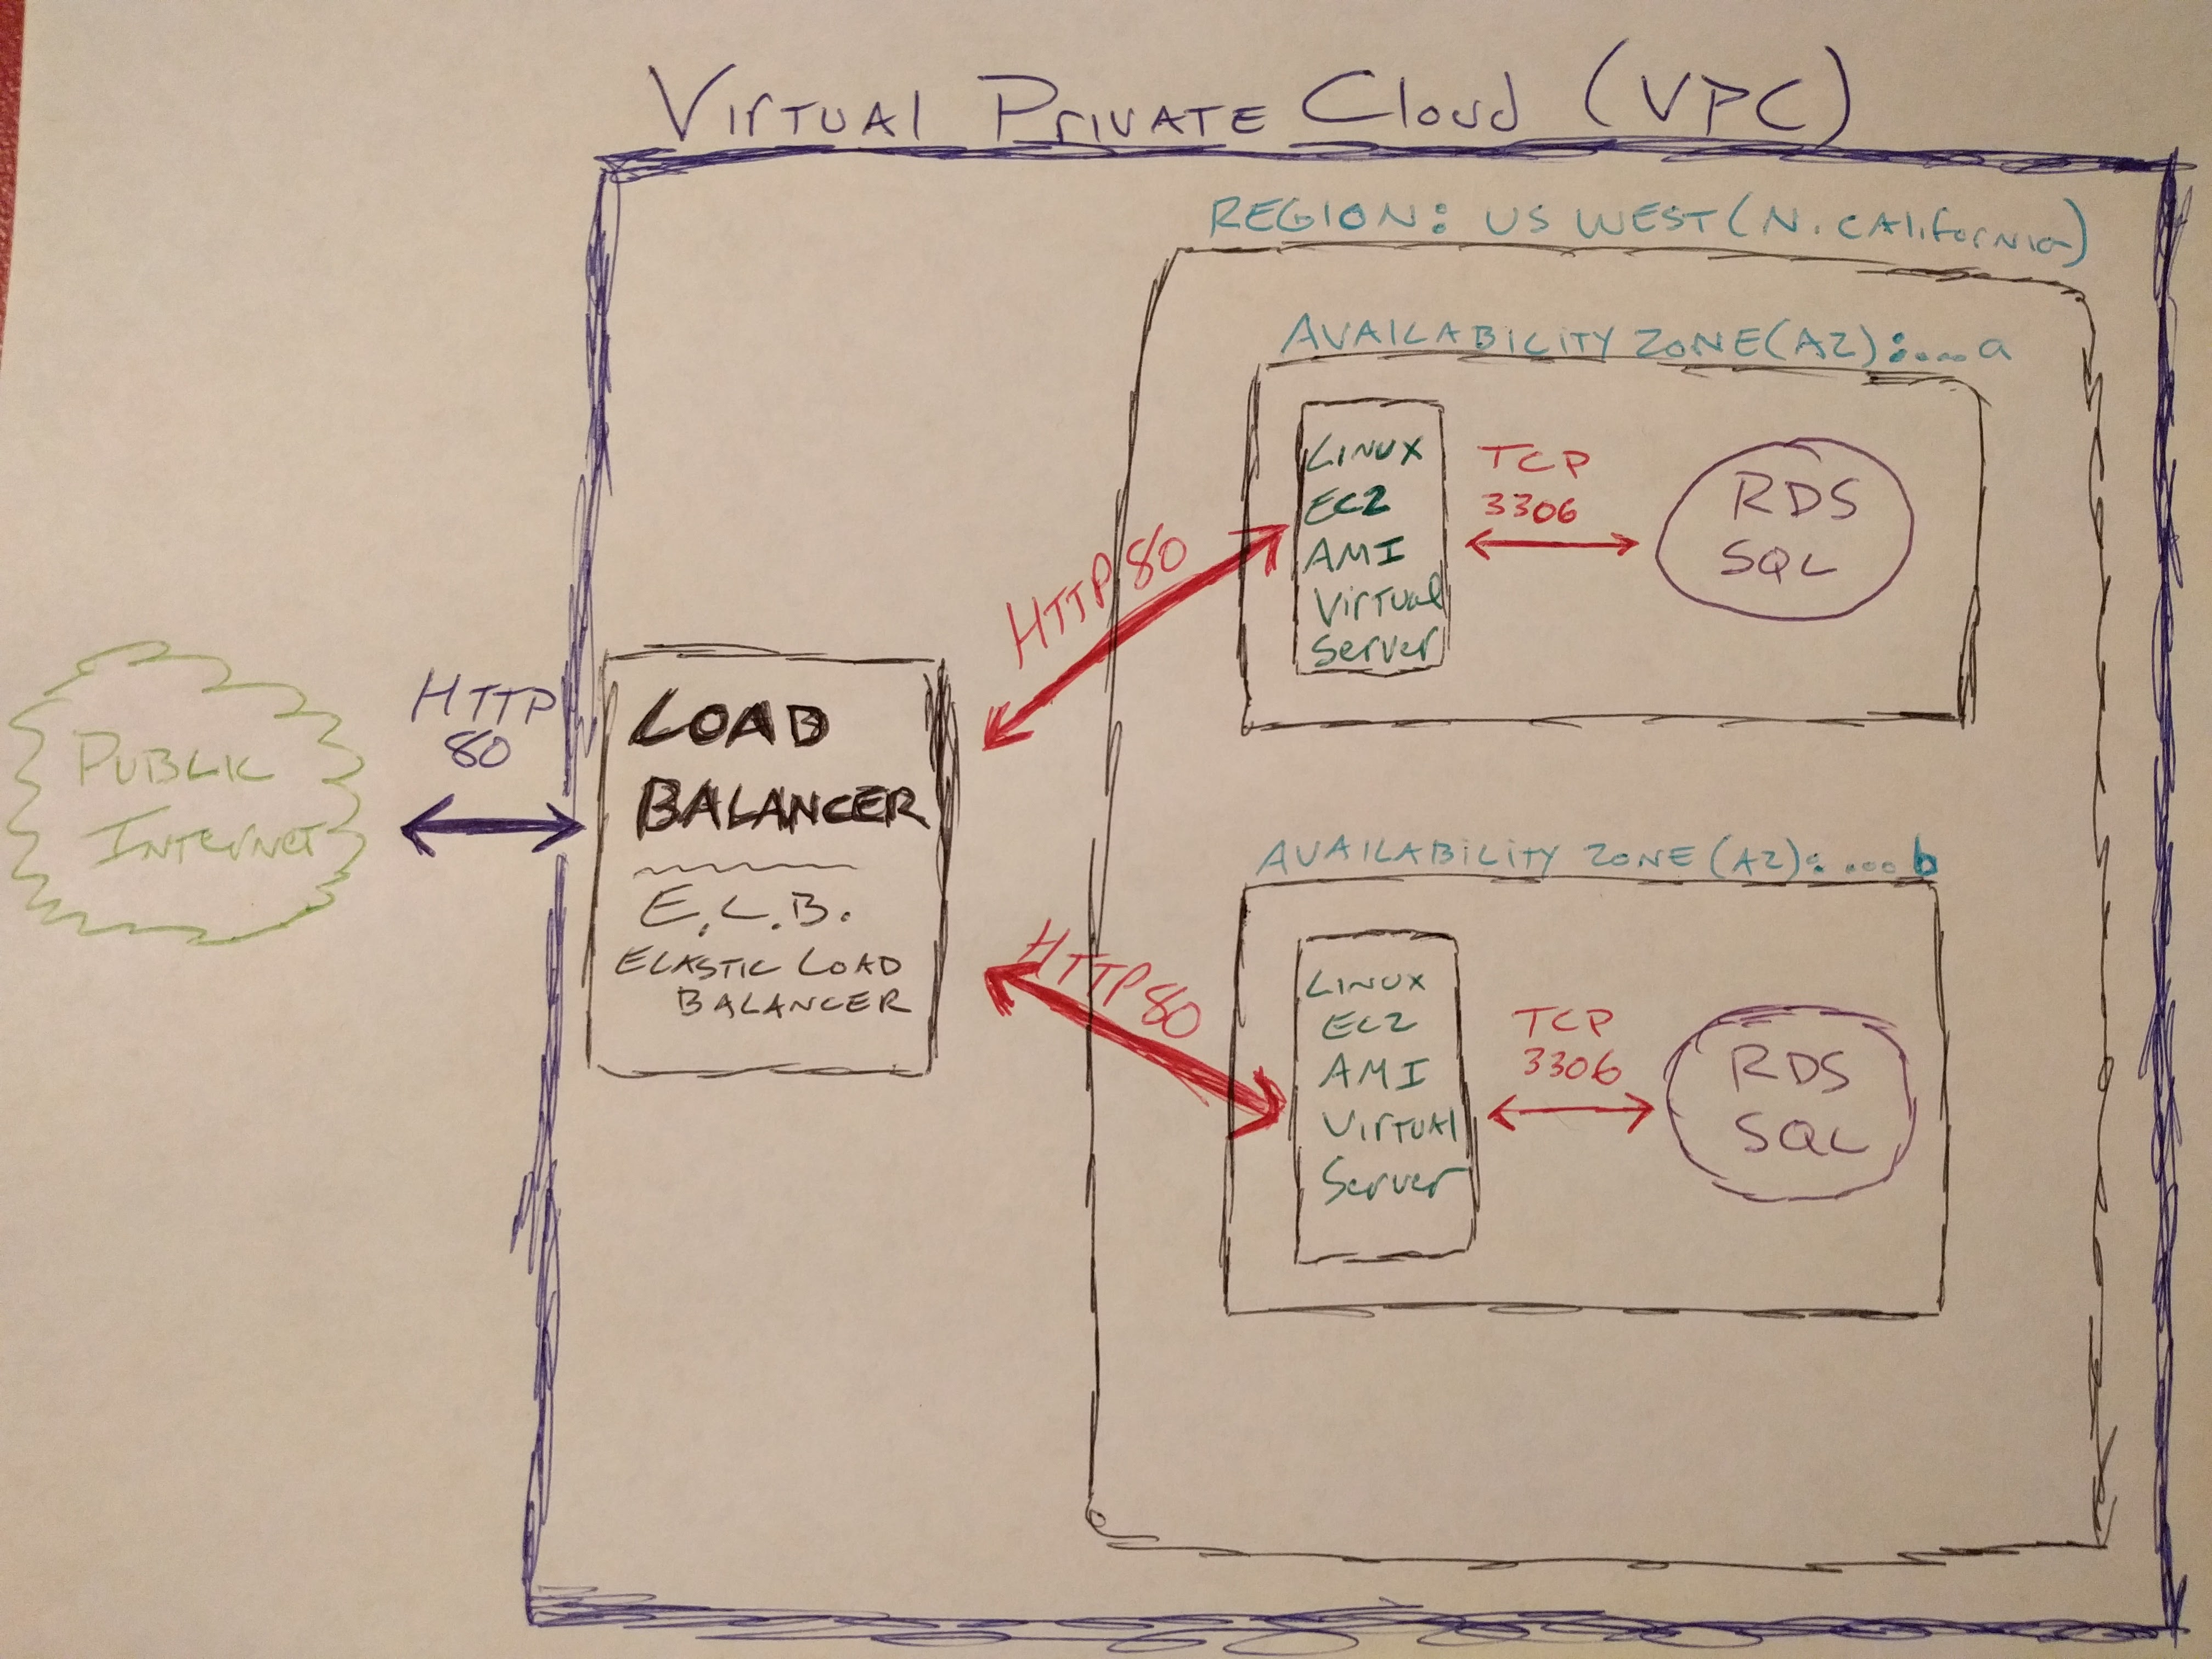 Virtual Private Cloud (VPC)
REGION: US WEST (N. California)
AVAILABILITY ZONE (AZ): .... a
LINUX
EC2
AMI
Virtual
Server
TCP
3306
RDS
SQL
HTTP 80
HTTP
80
PUBLIC
INTERNET
LOAD
BALANCER
E.L.B.
ELASTIC LOAD
BALANCER
HTTP 80
AVAILABILITY ZONE (AZ): .... b
LINUX
EC2
AMI
Virtual
Server
TCP
3306
RDS
SQL